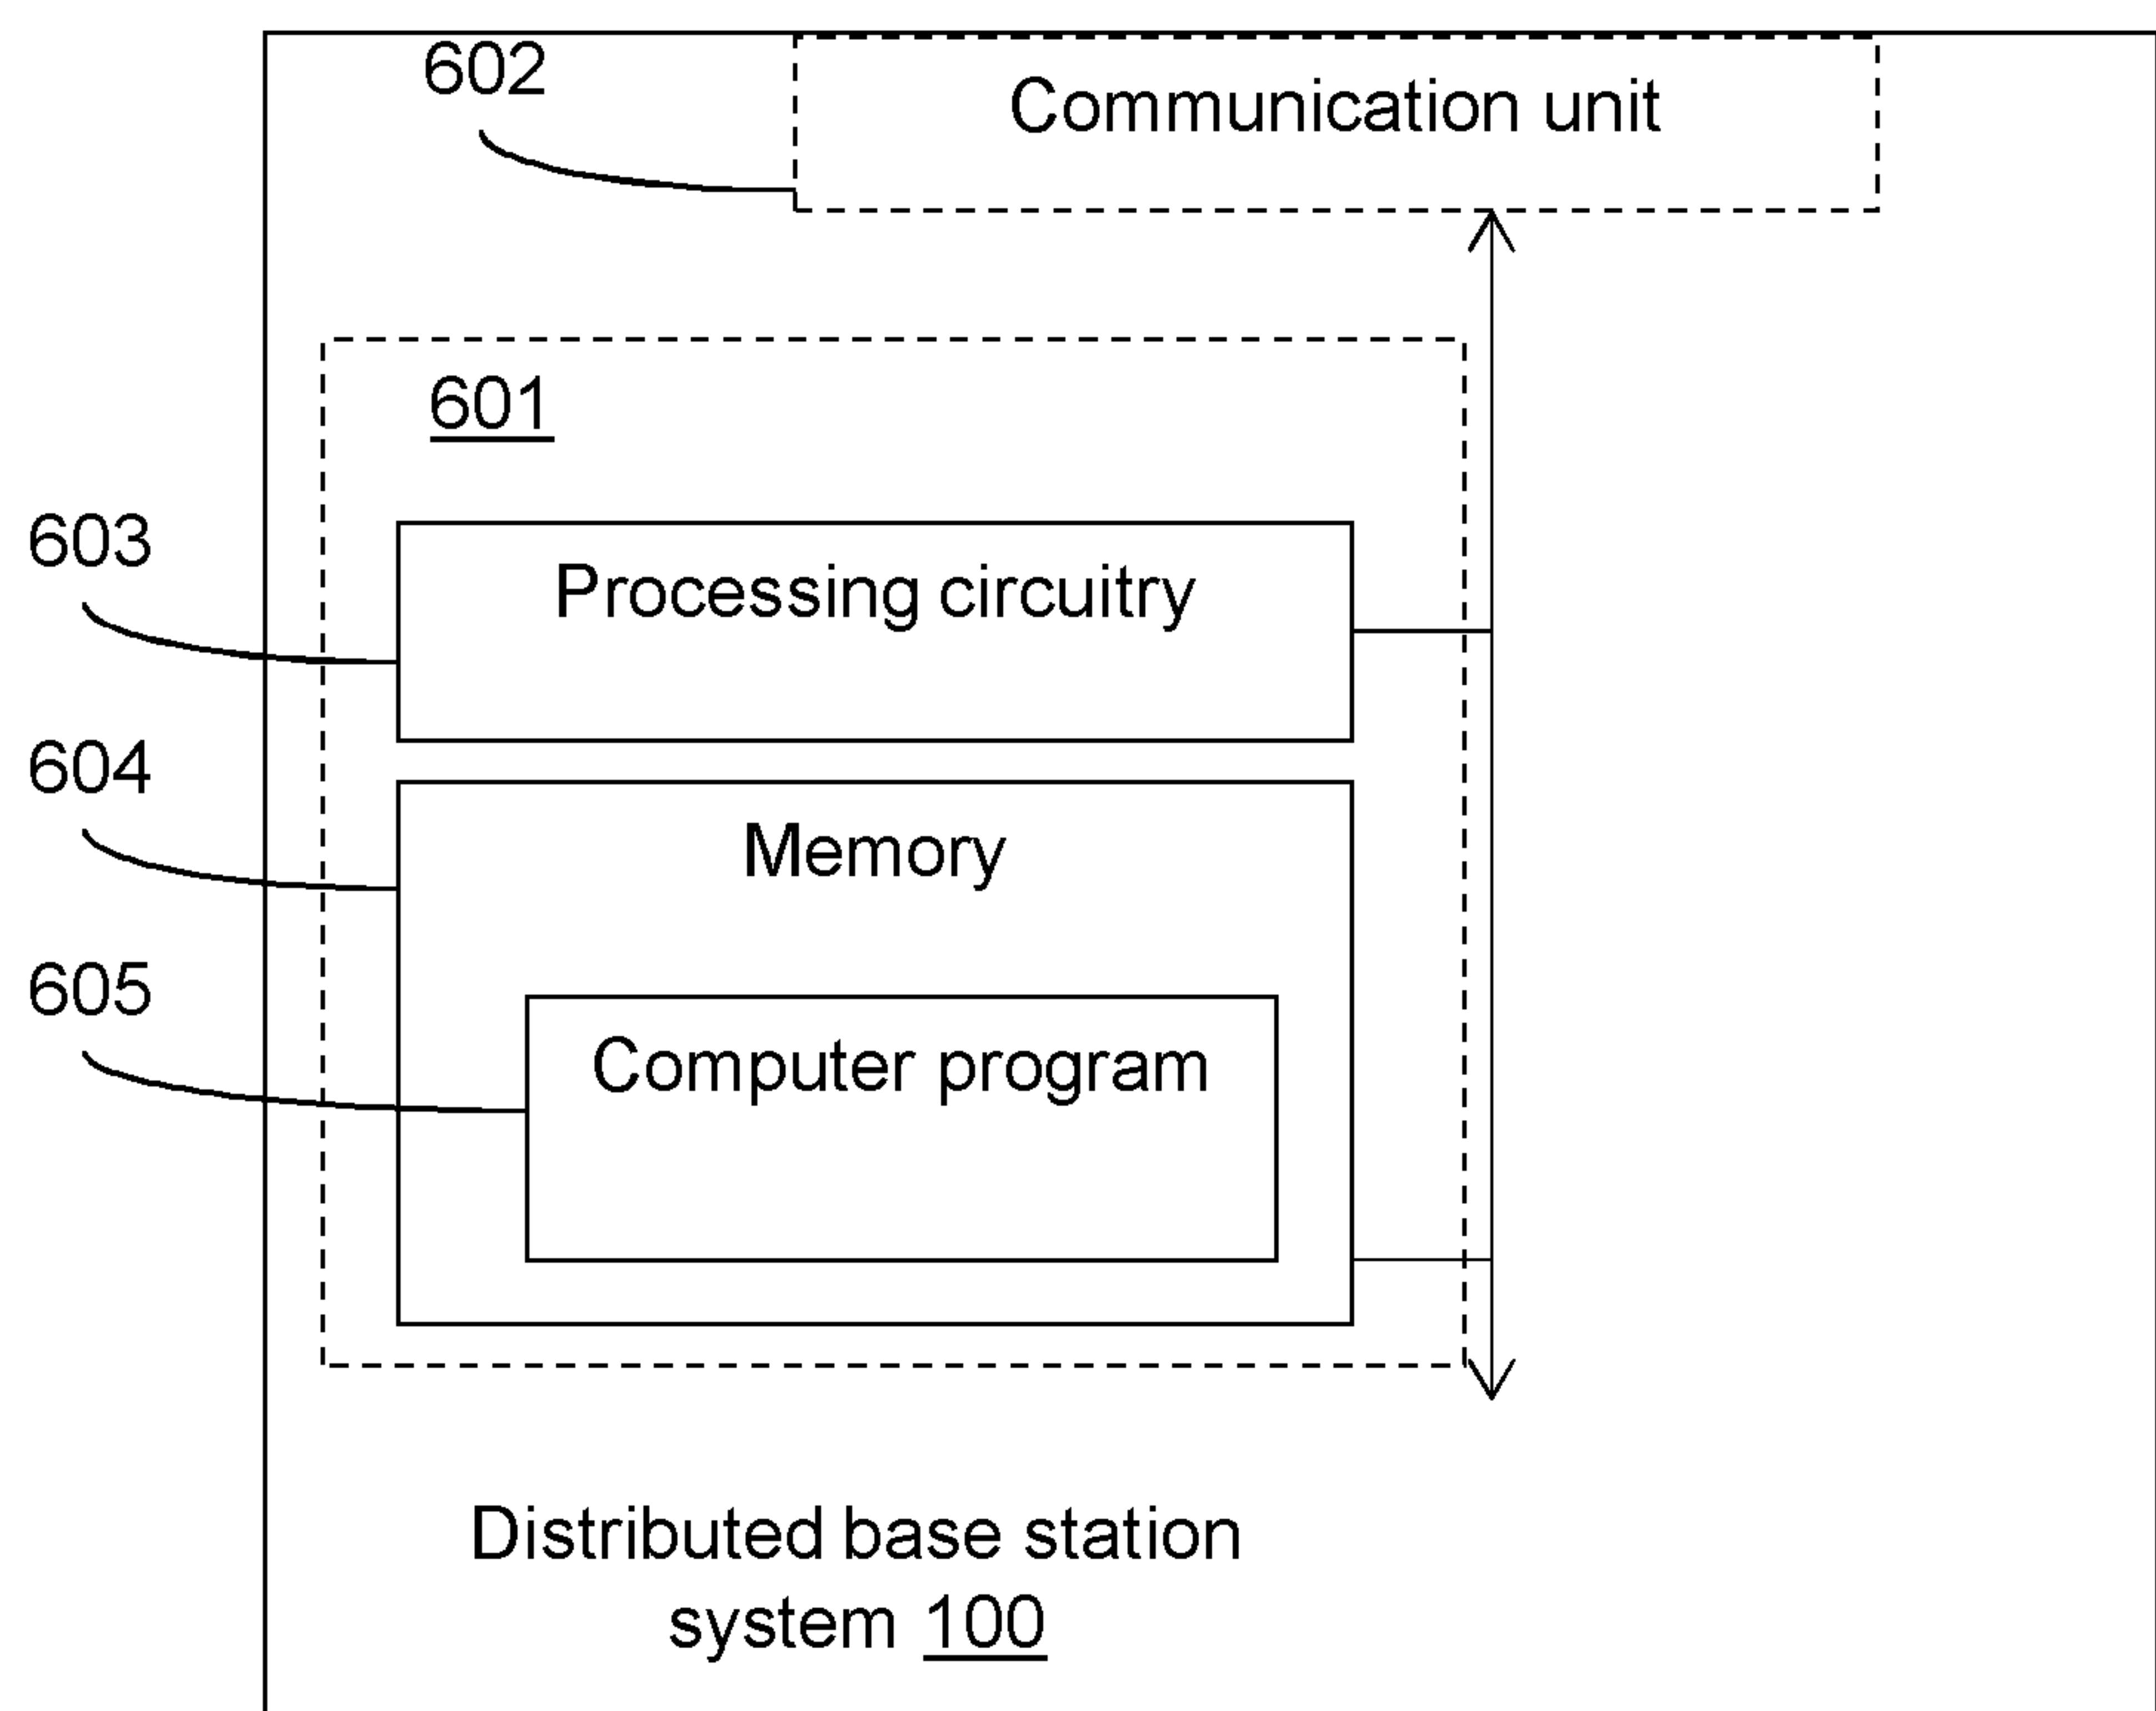 602
Communication unit
601
603
Processing circuitry
604
Memory
605
Computer program
Distributed base station
system 100